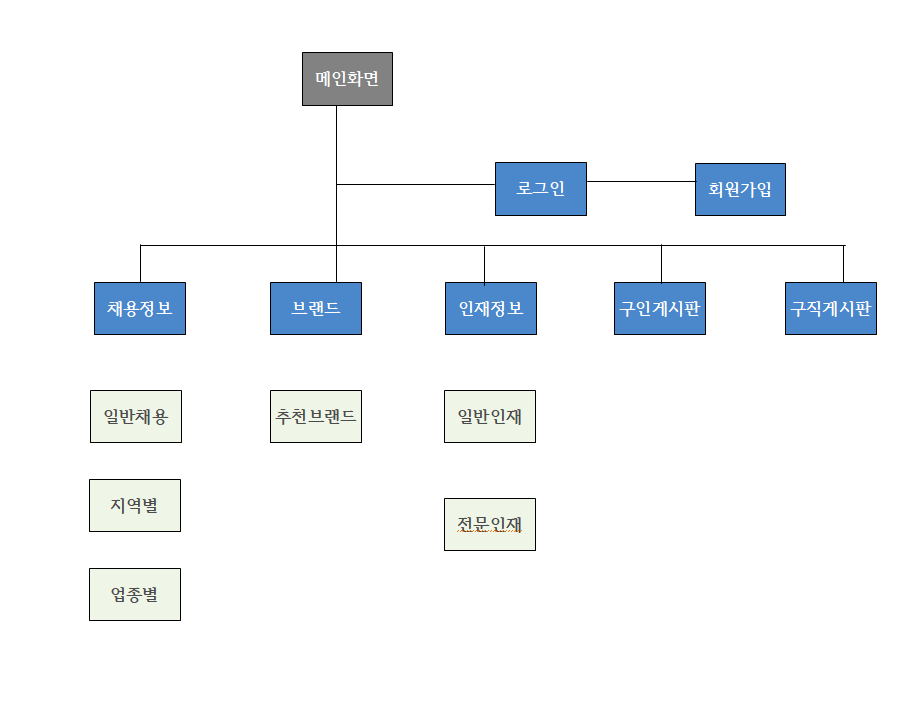 메인화면
로그인
회원가입
채용정보
브랜드
인재정보
구인게시판
구직게시판
일반채용
추천브랜드
일반인재
지역별
전문인재
업종별